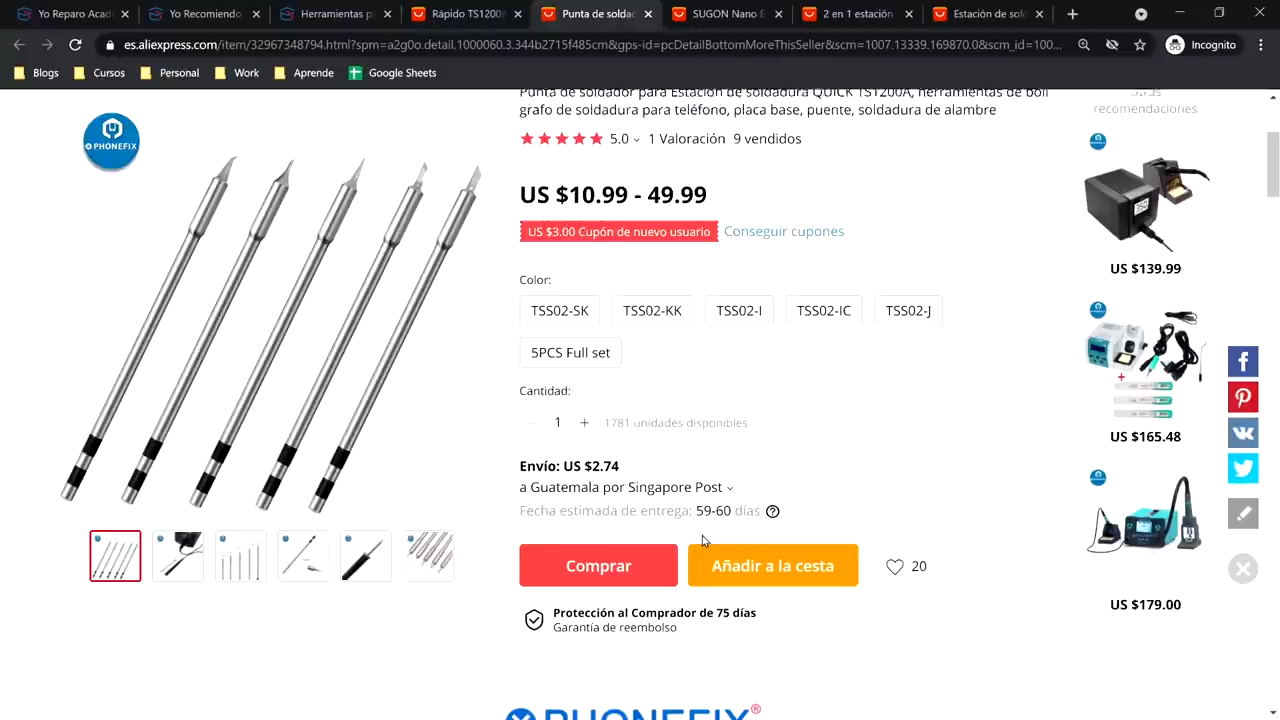 Yo Reparo Acad
Yo Recomiendo
Herramientas p
Rápido TS1200A
Punta de soldad
SUGON Nano E
2 en 1 estación
Estación de sol
es.aliexpress.com/item/32967348794.html?spm=a2g0o.detail.1000060.3.344b2715f485cm&gps-id=pcDetailBottomMoreThisSeller&scm=1007.13339.169870.0&scm_id=100...
Incognito
Blogs
Cursos
Personal
Work
Aprende
Google Sheets
Punta de soldador para Estación de soldadura QUICK TS1200A, herramientas de bolí
grafo de soldadura para teléfono, placa base, puente, soldadura de alambre
5.0
1 Valoración
9 vendidos
US $10.99 - 49.99
US $3.00 Cupón de nuevo usuario
Conseguir cupones
Color:
TSS02-SK
TSS02-KK
TSS02-I
TSS02-IC
TSS02-J
5PCS Full set
Cantidad:
1
1781 unidades disponibles
Envío: US $2.74
a Guatemala por Singapore Post
Fecha estimada de entrega: 59-60 días
Comprar
Añadir a la cesta
20
Protección al Comprador de 75 días
Garantía de reembolso
PHONEFIX
recomendaciones
US $139.99
US $165.48
US $179.00
PHONEFIX®